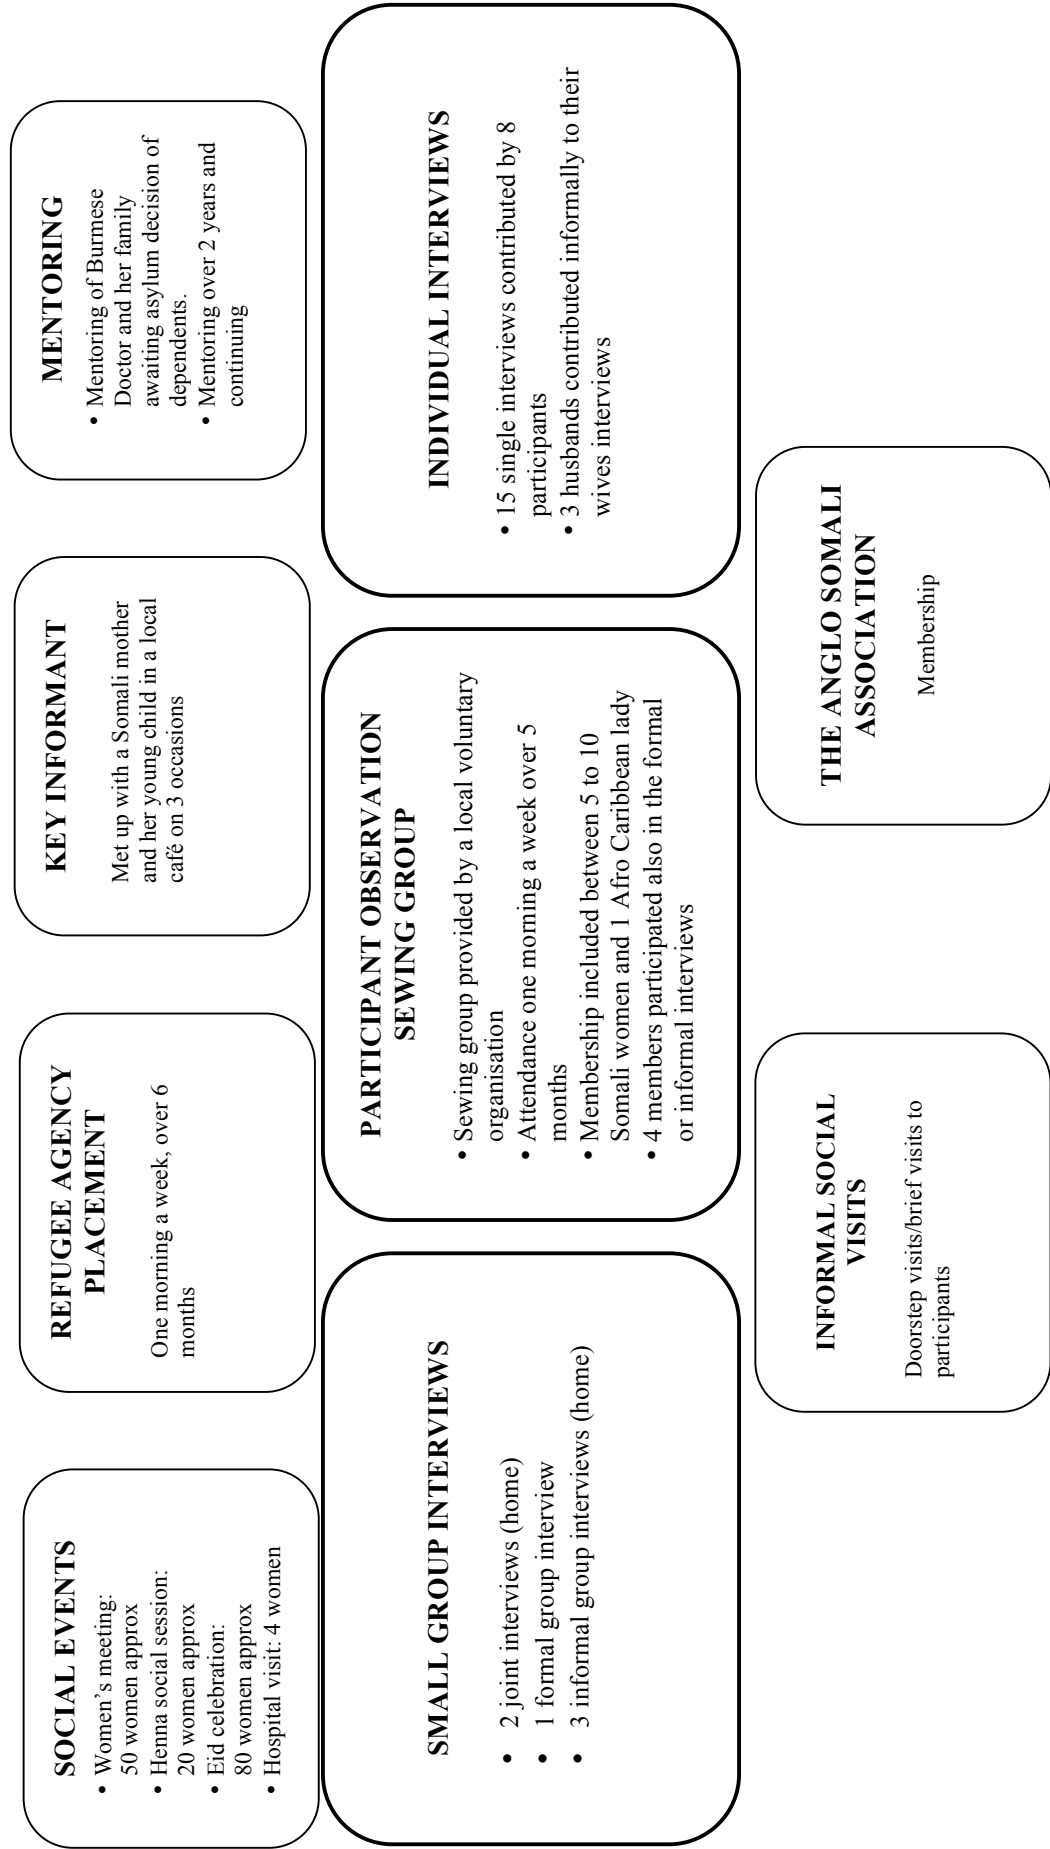 SOCIAL EVENTS
• Women’s meeting:
50 women approx
• Henna social session:
20 women approx
• Eid celebration:
80 women approx
• Hospital visit: 4 women
REFUGEE AGENCY
PLACEMENT
One morning a week, over 6
months
KEY INFORMANT
Met up with a Somali mother
and her young child in a local
café on 3 occasions
MENTORING
• Mentoring of Burmese
Doctor and her family
awaiting asylum decision of
dependents.
• Mentoring over 2 years and
continuing
SMALL GROUP INTERVIEWS
• 2 joint interviews (home)
• 1 formal group interview
• 3 informal group interviews (home)
PARTICIPANT OBSERVATION
SEWING GROUP
• Sewing group provided by a local voluntary
organisation
• Attendance one morning a week over 5
months
• Membership included between 5 to 10
Somali women and 1 Afro Caribbean lady
• 4 members participated also in the formal
or informal interviews
INDIVIDUAL INTERVIEWS
• 15 single interviews contributed by 8
participants
• 3 husbands contributed informally to their
wives interviews
INFORMAL SOCIAL
VISITS
Doorstep visits/brief visits to
participants
THE ANGLO SOMALI
ASSOCIATION
Membership